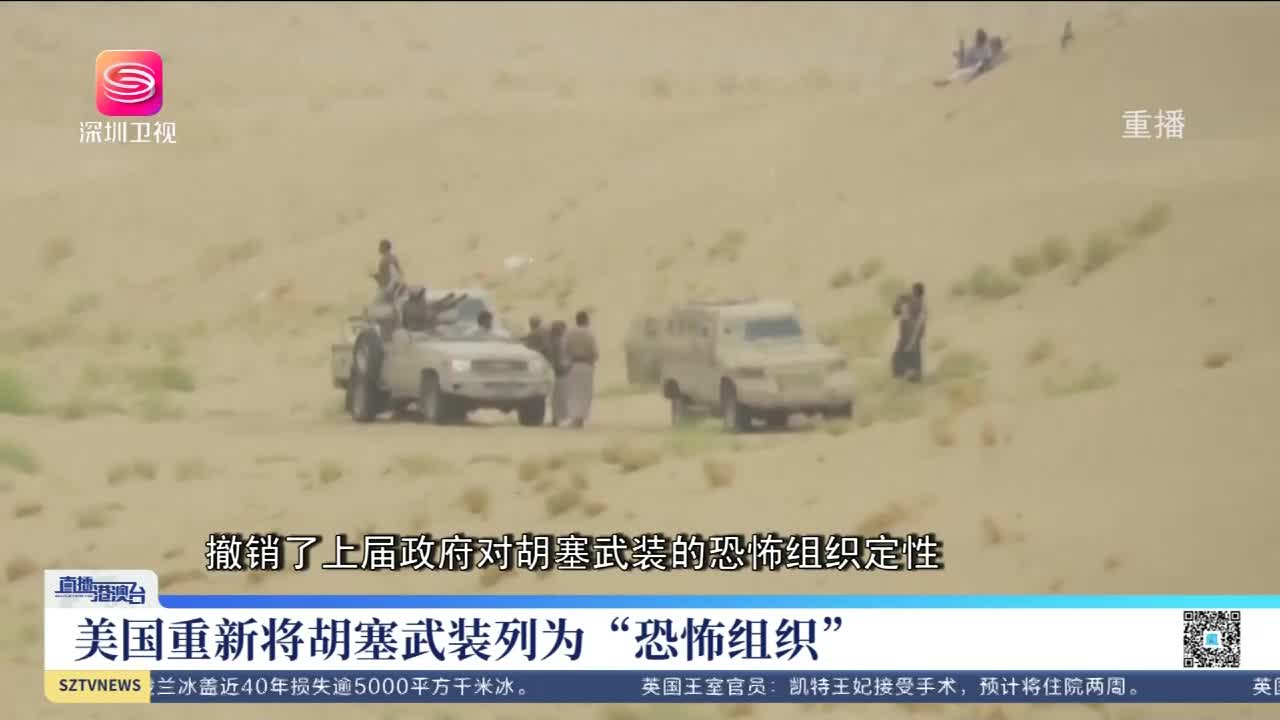 深圳卫视
重播
撤销了上届政府对胡塞武装的恐怖组织定性
直播港澳台
美国重新将胡塞武装列为“恐怖组织”
SZTVNEWS
兰冰盖近40年损失逾5000平方千米冰。 英国王室官员：凯特王妃接受手术，预计将住院两周。 英国